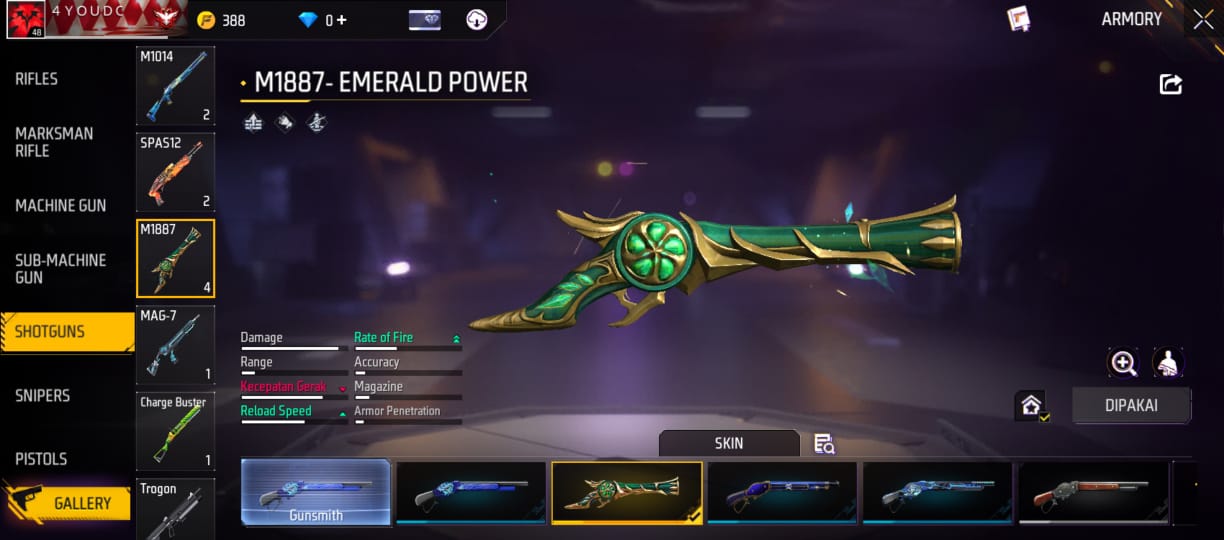 4YOUDC
48
388
0+
ARMORY
RIFLES
MARKSMAN
RIFLE
MACHINE GUN
SUB-MACHINE
GUN
SHOTGUNS
SNIPERS
PISTOLS
GALLERY
M1014
2
SPAS12
2
M1887
4
MAG-7
1
Charge Buster
1
Trogon
M1887- EMERALD POWER
Damage
Rate of Fire
Range
Accuracy
Kecepatan Gerak
Magazine
Reload Speed
Armor Penetration
DIPAKAI
SKIN
Gunsmith